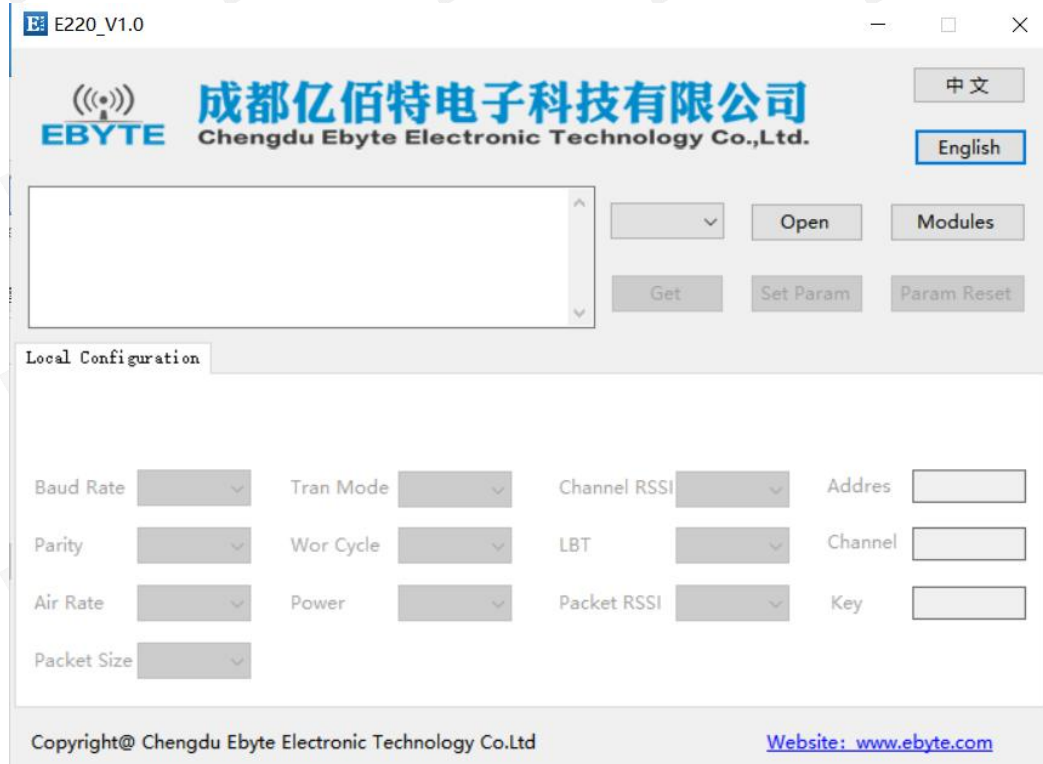 E220_V1.0
中文
(((•)))
EBYTE
成都亿佰特电子科技有限公司
Chengdu Ebyte Electronic Technology Co.,Ltd.
English
Open
Modules
Get
Set Param
Param Reset
Local Configuration
Baud Rate
Tran Mode
Channel RSSI
Addres
Parity
Wor Cycle
LBT
Channel
Air Rate
Power
Packet RSSI
Key
Packet Size
Copyright@ Chengdu Ebyte Electronic Technology Co.Ltd
Website: www.ebyte.com